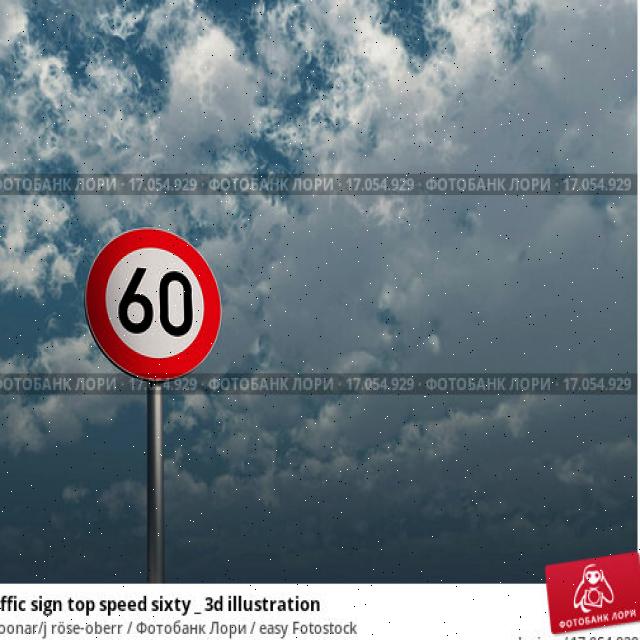 ФОТОБАНК ЛОРИ · 17.054.929 · ФОТОБАНК ЛОРИ · 17.054.929 · ФОТОБАНК ЛОРИ · 17.054.929
60
ФОТОБАНК ЛОРИ · 17.054.929 · ФОТОБАНК ЛОРИ · 17.054.929 · ФОТОБАНК ЛОРИ · 17.054.929
ffic sign top speed sixty _ 3d illustration
oonar/j röse-oberr / Фотобанк Лори / easy Fotostock
ФОТОБАНК ЛОРИ